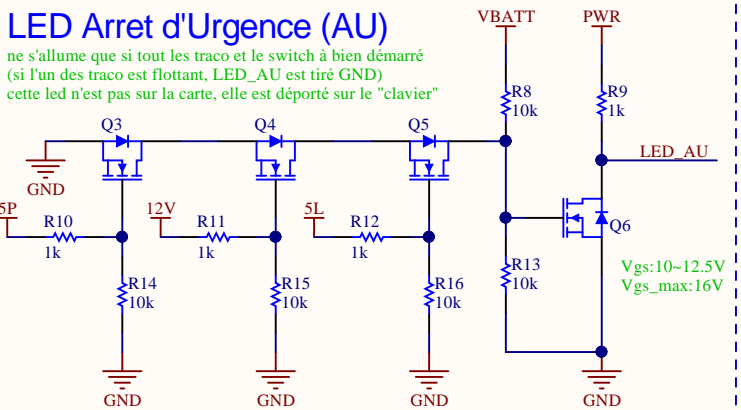 LED Arret d'Urgence (AU)
ne s'allume que si tout les traco et le switch à bien démarré
(si l'un des traco est flottant, LED_AU est tiré GND)
cette led n'est pas sur la carte, elle est déporté sur le "clavier"
VBATT
PWR
R8
10k
R9
1k
Q3
Q4
Q5
LED_AU
GND
5P
12V
5L
R10
1k
R11
1k
R12
1k
Q6
R14
10k
R15
10k
R16
10k
R13
10k
Vgs:10~12.5V
Vgs_max:16V
GND
GND
GND
GND